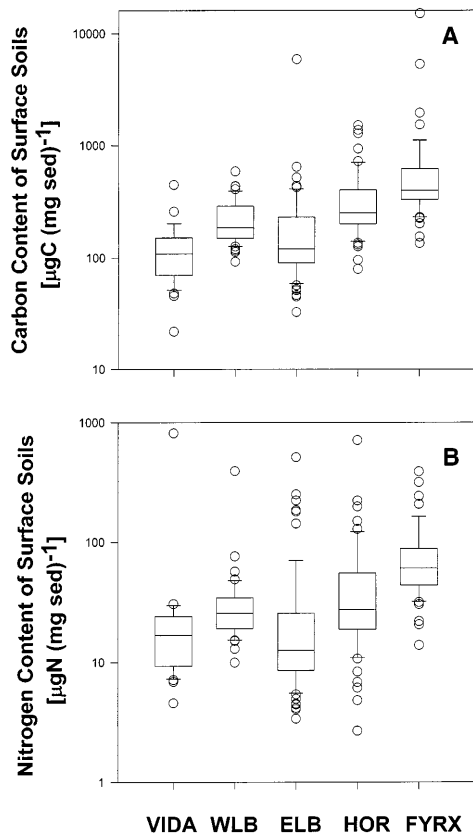 A
Carbon Content of Surface Soils
[µgC (mg sed)-1]
10000
1000
100
10
B
Nitrogen Content of Surface Soils
[µgN (mg sed)-1]
1000
100
10
1
VIDA WLB ELB HOR FYRX